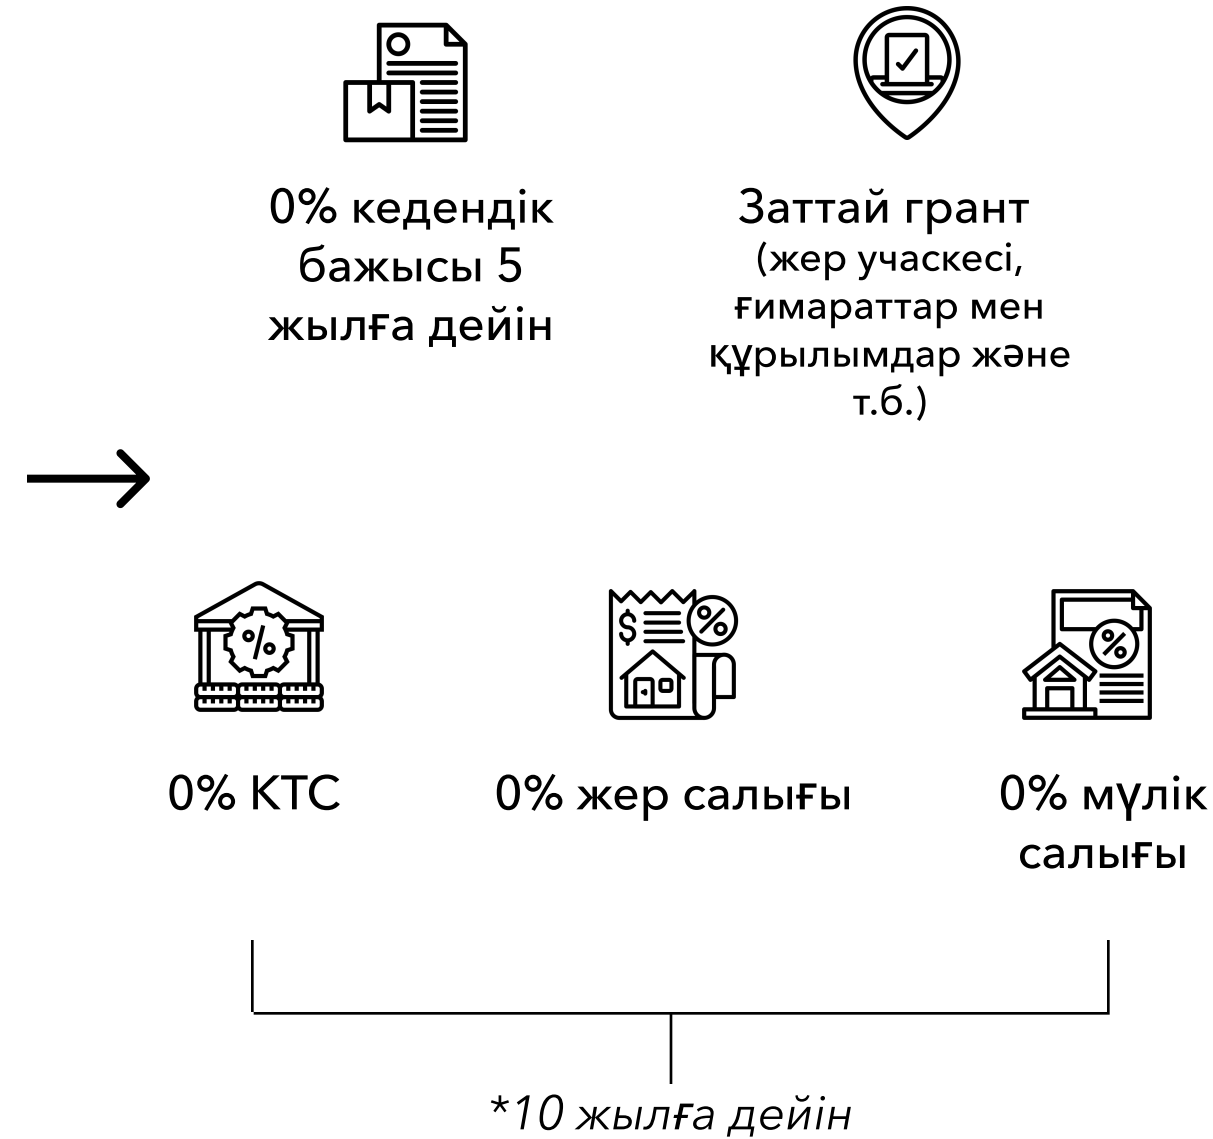 0% кедендік
бажысы 5
жылға дейін
Заттай грант
(жер учаскесі,
ғимараттар мен
құрылымдар және
т.б.)
0% КТС
0% жер салығы
0% мүлік
салығы
*10 жылға дейін